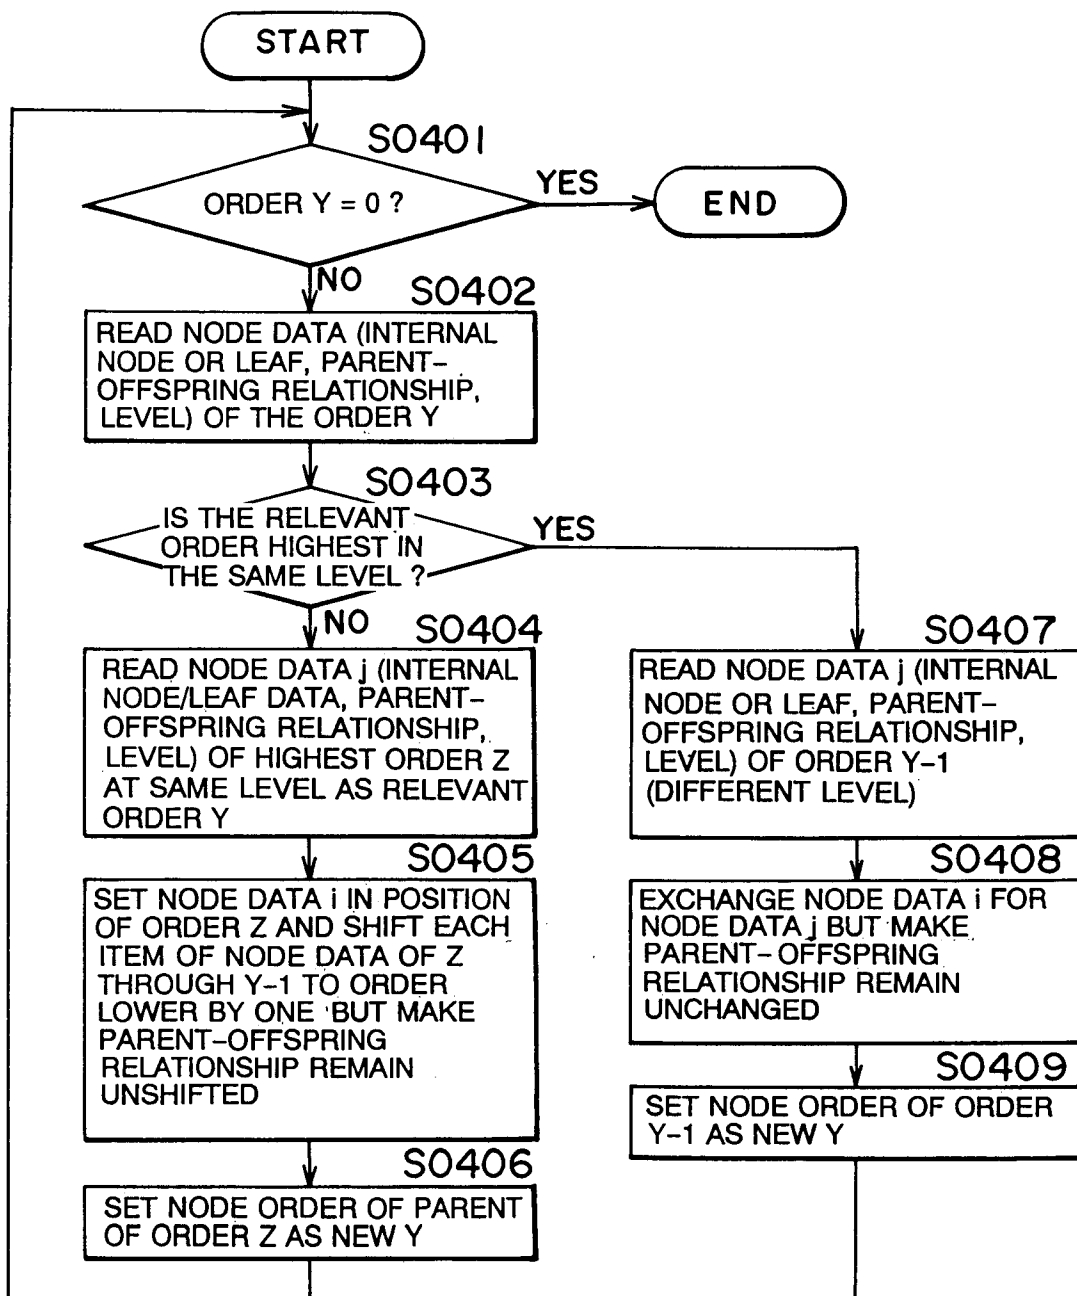 START
S0401
ORDER Y = 0 ?
YES
END
NO
S0402
READ NODE DATA (INTERNAL
NODE OR LEAF, PARENT-
OFFSPRING RELATIONSHIP,
LEVEL) OF THE ORDER Y
S0403
IS THE RELEVANT
ORDER HIGHEST IN
THE SAME LEVEL ?
YES
NO
S0404
READ NODE DATA j (INTERNAL
NODE/LEAF DATA, PARENT-
OFFSPRING RELATIONSHIP,
LEVEL) OF HIGHEST ORDER Z
AT SAME LEVEL AS RELEVANT
ORDER Y
S0405
SET NODE DATA i IN POSITION
OF ORDER Z AND SHIFT EACH
ITEM OF NODE DATA OF Z
THROUGH Y-1 TO ORDER
LOWER BY ONE BUT MAKE
PARENT-OFFSPRING
RELATIONSHIP REMAIN
UNSHIFTED
S0406
SET NODE ORDER OF PARENT
OF ORDER Z AS NEW Y
S0407
READ NODE DATA j (INTERNAL
NODE OR LEAF, PARENT-
OFFSPRING RELATIONSHIP,
LEVEL) OF ORDER Y-1
(DIFFERENT LEVEL)
S0408
EXCHANGE NODE DATA i FOR
NODE DATA j BUT MAKE
PARENT-OFFSPRING
RELATIONSHIP REMAIN
UNCHANGED
S0409
SET NODE ORDER OF ORDER
Y-1 AS NEW Y